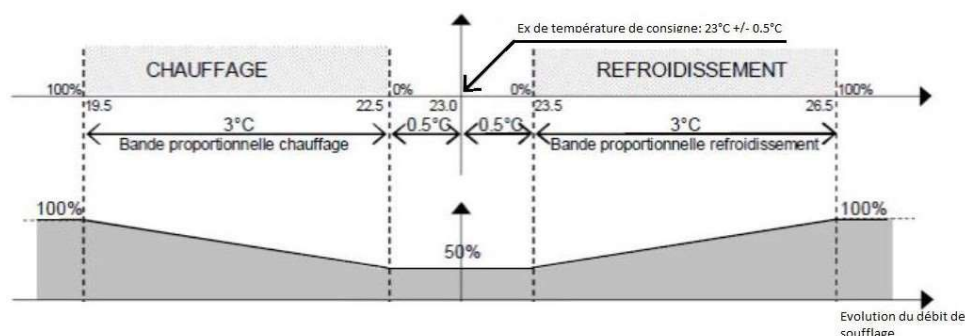 Ex de température de consigne: 23°C +/- 0.5°C
CHAUFFAGE REFROIDISSEMENT
100% 0% 0% 100%
19.5 22.5 23.0 23.5 26.5
3°C 0.5°C 0.5°C 3°C
Bande proportionnelle chauffage Bande proportionnelle refroidissement
100% 100%
50%
Evolution du débit de
soufflage